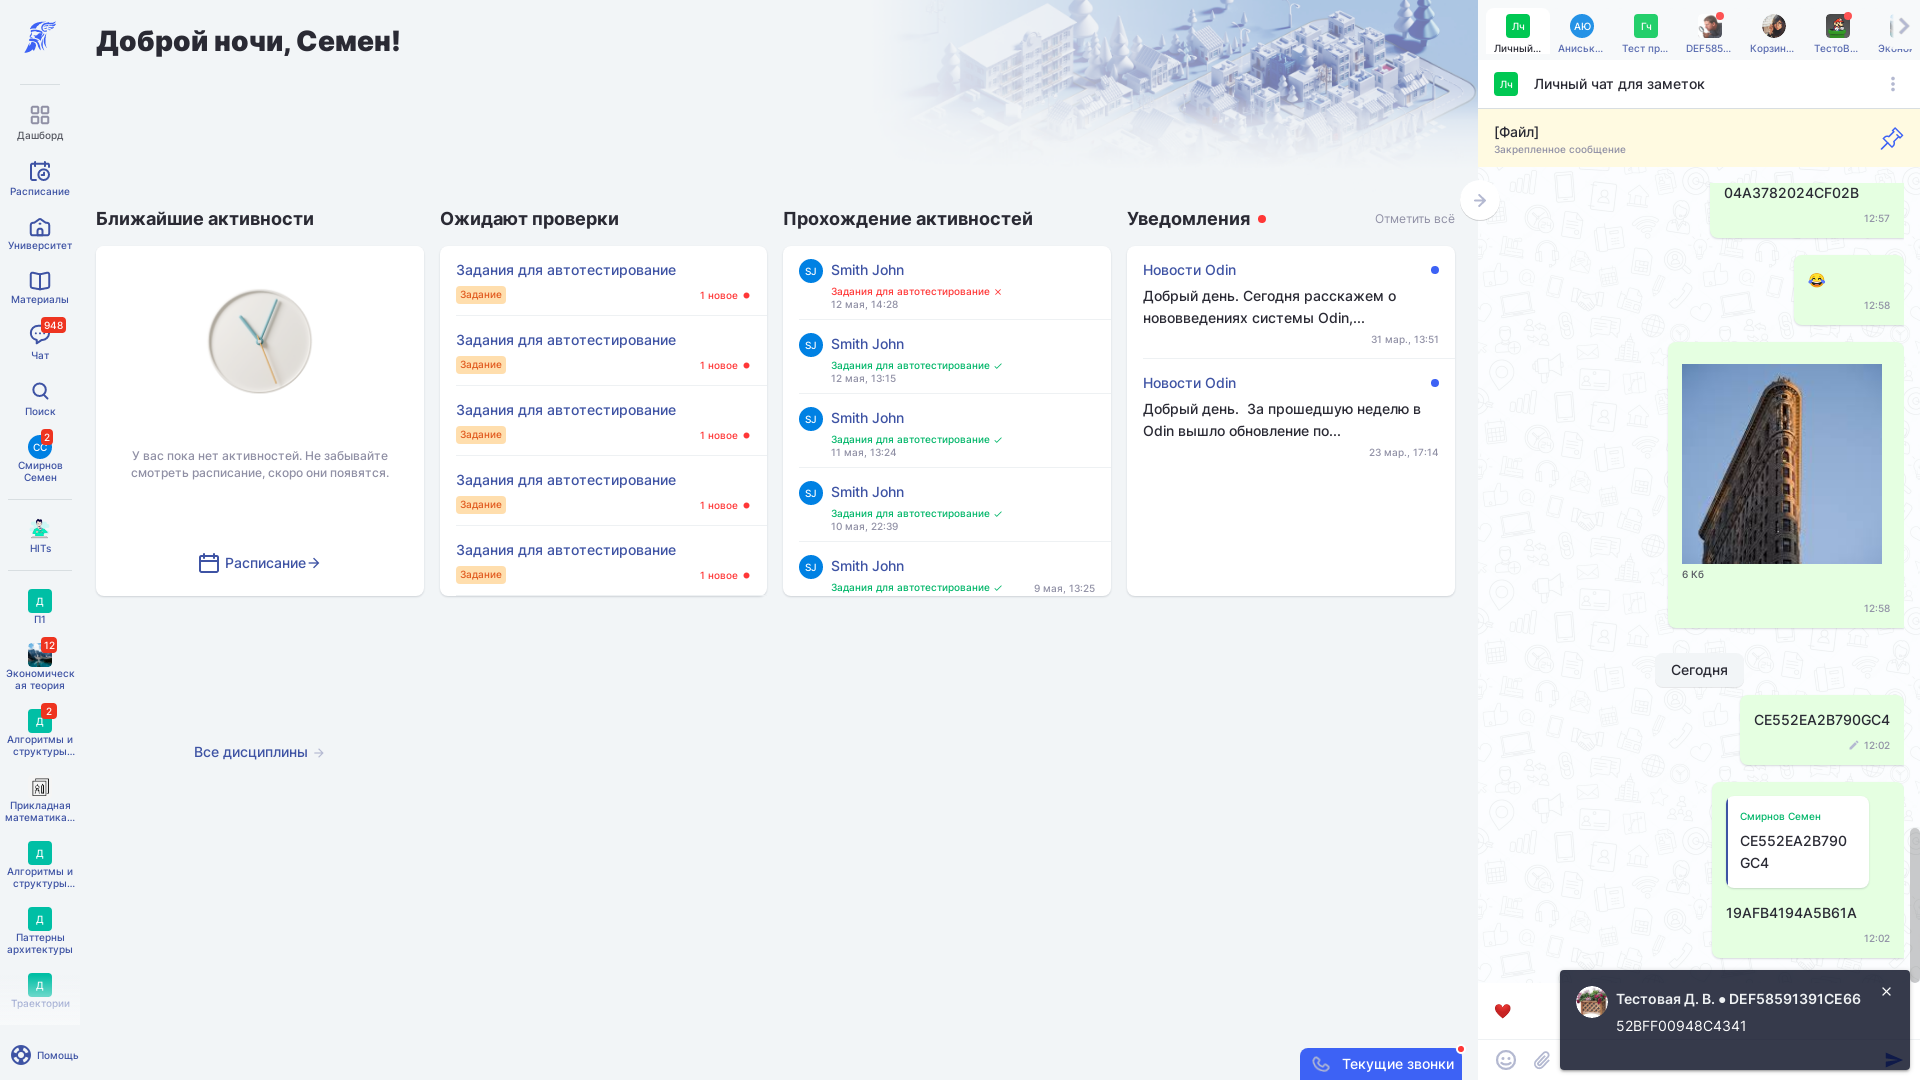 Доброй ночи, Семен!
Дашборд
Расписание
Университет
Материалы
948
Чат
Поиск
СС
2
Смирнов
Семен
HITs
Д
П1
12
Экономическ
ая теория
Д
2
Алгоритмы и
структуры...
Прикладная
математика...
Д
Алгоритмы и
структуры...
Д
Паттерны
архитектуры
Д
Траектории
Помощь
Ближайшие активности
У вас пока нет активностей. Не забывайте
смотреть расписание, скоро они появятся.
Расписание
Все дисциплины
Ожидают проверки
Задания для автотестирование
Задание
1 новое
Задания для автотестирование
Задание
1 новое
Задания для автотестирование
Задание
1 новое
Задания для автотестирование
Задание
1 новое
Задания для автотестирование
Задание
1 новое
Прохождение активностей
SJ
Smith John
Задания для автотестирование
12 мая, 14:28
SJ
Smith John
Задания для автотестирование
12 мая, 13:15
SJ
Smith John
Задания для автотестирование
11 мая, 13:24
SJ
Smith John
Задания для автотестирование
10 мая, 22:39
SJ
Smith John
Задания для автотестирование
9 мая, 13:25
Уведомления
Отметить всё
Новости Odin
Добрый день. Сегодня расскажем о
нововведениях системы Odin,...
31 мар., 13:51
Новости Odin
Добрый день. За прошедшую неделю в
Odin вышло обновление по...
23 мар., 17:14
Текущие звонки
Лч
Личный...
АЮ
Аниськ...
Гч
Тест пр...
DEF585...
Корзин...
ТестоВ...
Лч
Личный чат для заметок
[Файл]
Закрепленное сообщение
04A3782024CF02B
12:57
😂
12:58
6 Кб
12:58
Сегодня
CE552EA2B790GC4
12:02
Смирнов Семен
CE552EA2B790
GC4
19AFB4194A5B61A
12:02
❤️
Тестовая Д. В. ● DEF58591391CE66
52BFF00948C4341